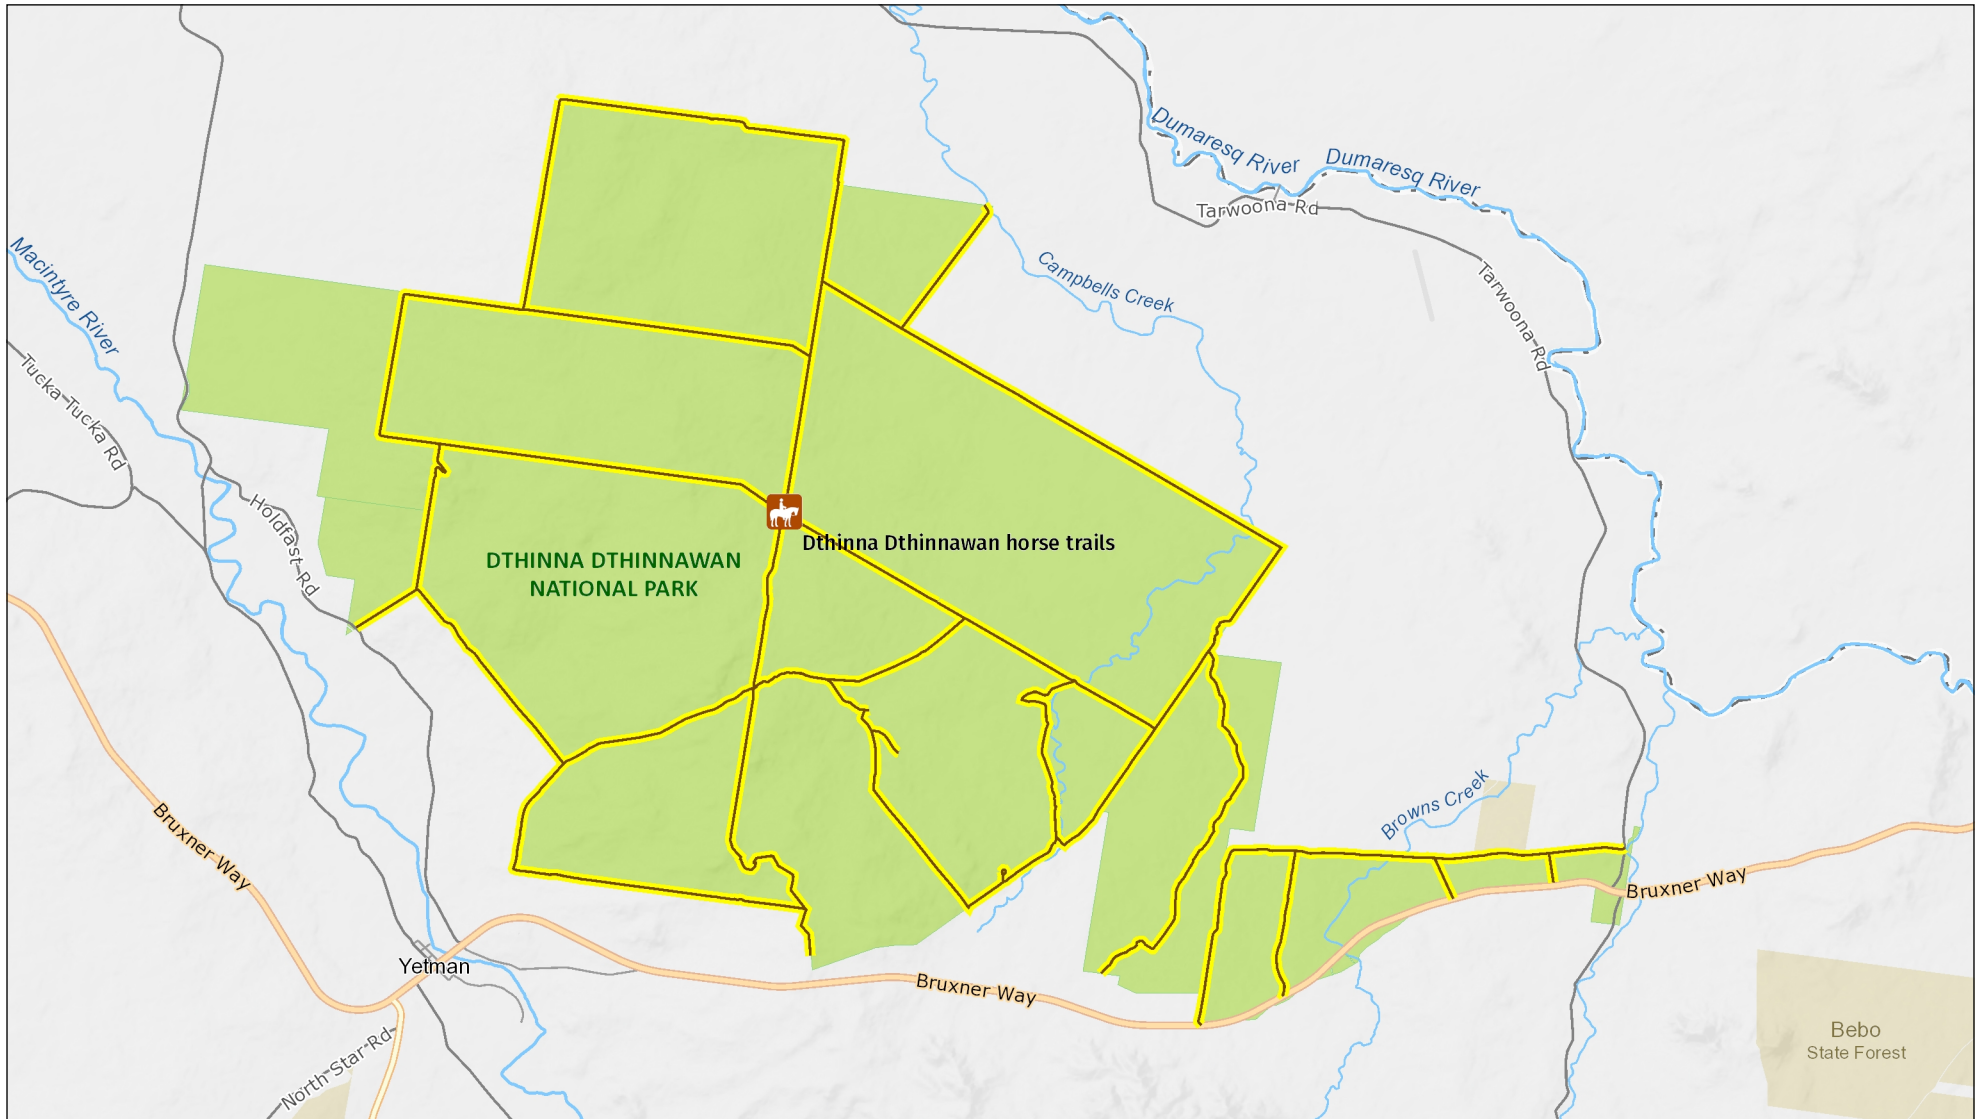 Dumaresq River
Dumaresq River
Tarwoona Rd
Macintyre River
Campbells Creek
Tarwoona Rd
Tucka Tucka Rd
Holdfast Rd
Dthinna Dthinnawan horse trails
DTHINNA DTHINNAWAN
NATIONAL PARK
Browns Creek
Bruxner Way
Bruxner Way
Yetman
Bruxner Way
North Star Rd
Bebo
State Forest